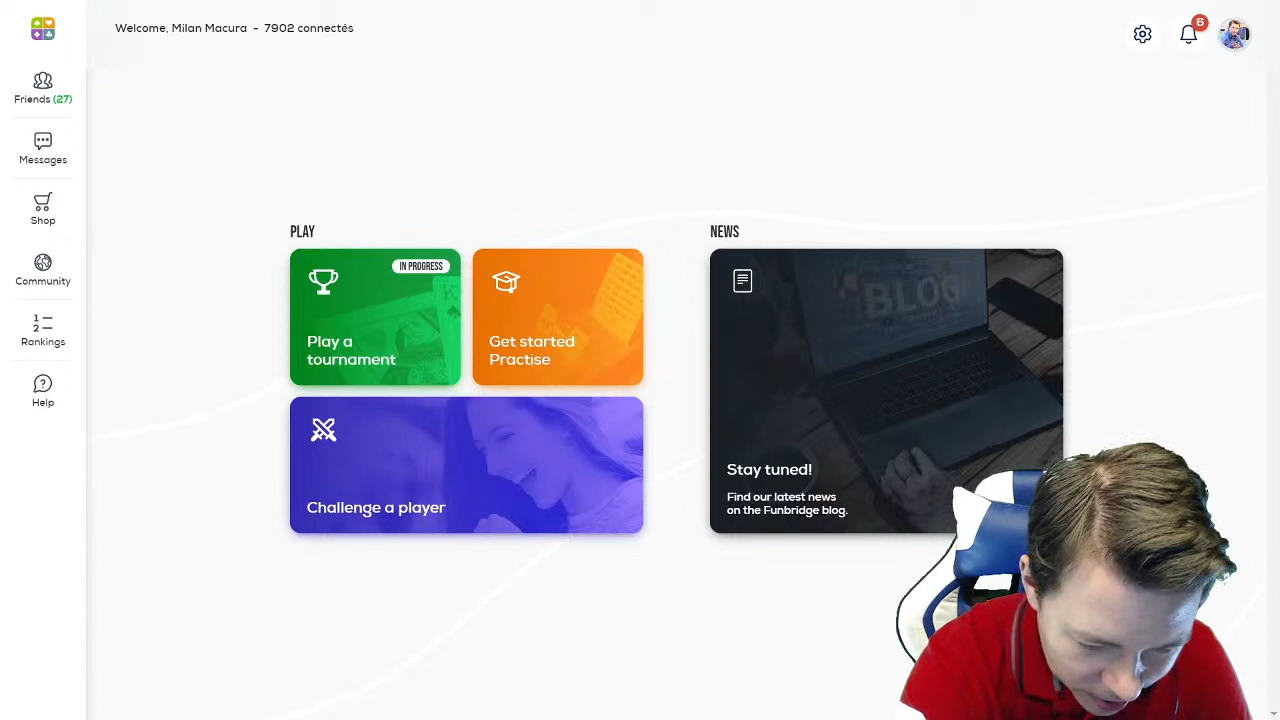 Welcome, Milan Macura - 7902 connectés
6
Friends (27)
Messages
Shop
Community
1
2
Rankings
Help
PLAY
IN PROGRESS
Play a
tournament
Get started
Practise
Challenge a player
NEWS
BLOG
Stay tuned!
Find our latest news
on the Funbridge blog.
K